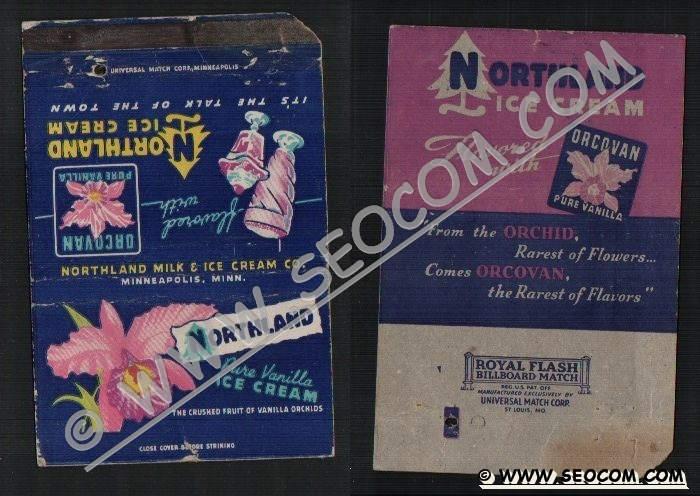 UNIVERSAL MATCH CORP., MINNEAPOLIS
IT'S THE TALK OF THE TOWN
NORTHLAND
ICE CREAM
flavored
with
ORCOVAN
PURE VANILLA
NORTHLAND MILK & ICE CREAM CO.
MINNEAPOLIS, MINN.
NORTHLAND
Pure Vanilla
ICE CREAM
THE CRUSHED FRUIT OF VANILLA ORCHIDS
CLOSE COVER BEFORE STRIKING
NORTHLAND
ICE CREAM
Flavored
with
ORCOVAN
PURE VANILLA
"From the ORCHID,
Rarest of Flowers...
Comes ORCOVAN,
the Rarest of Flavors"
ROYAL FLASH
BILLBOARD MATCH
REG. U.S. PAT. OFF.
MANUFACTURED EXCLUSIVELY BY
UNIVERSAL MATCH CORP.
ST. LOUIS, MO.
© WWW.SEOCOM.COM
© WWW.SEOCOM.COM